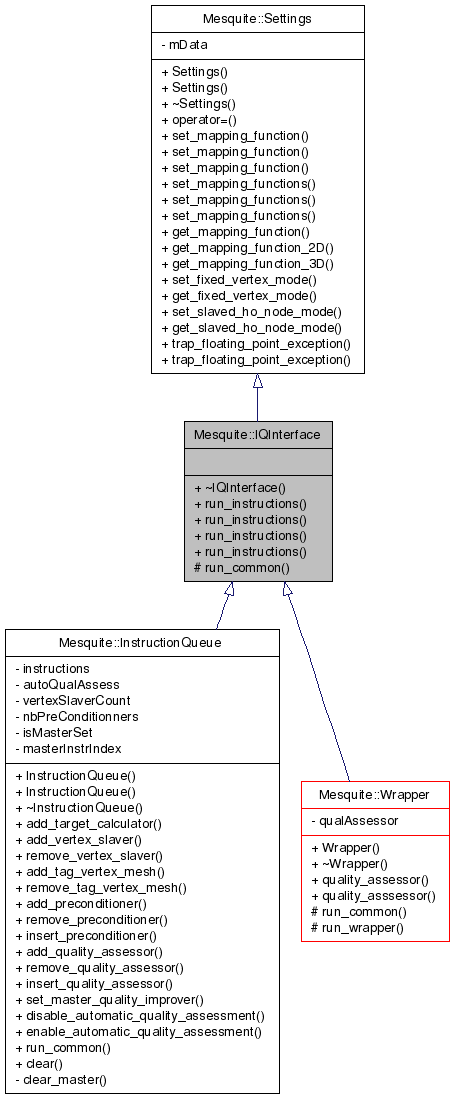 Mesquite::Settings
- mData
+ Settings()
+ Settings()
+ ~Settings()
+ operator=()
+ set_mapping_function()
+ set_mapping_function()
+ set_mapping_function()
+ set_mapping_functions()
+ set_mapping_functions()
+ set_mapping_functions()
+ get_mapping_function()
+ get_mapping_function_2D()
+ get_mapping_function_3D()
+ set_fixed_vertex_mode()
+ get_fixed_vertex_mode()
+ set_slaved_ho_node_mode()
+ get_slaved_ho_node_mode()
+ trap_floating_point_exception()
+ trap_floating_point_exception()
Mesquite::IQInterface
+ ~IQInterface()
+ run_instructions()
+ run_instructions()
+ run_instructions()
+ run_instructions()
# run_common()
Mesquite::InstructionQueue
- instructions
- autoQualAssess
- vertexSlaverCount
- nbPreConditionners
- isMasterSet
- masterInstrIndex
+ InstructionQueue()
+ InstructionQueue()
+ ~InstructionQueue()
+ add_target_calculator()
+ add_vertex_slaver()
+ remove_vertex_slaver()
+ add_tag_vertex_mesh()
+ remove_tag_vertex_mesh()
+ add_preconditioner()
+ remove_preconditioner()
+ insert_preconditioner()
+ add_quality_assessor()
+ remove_quality_assessor()
+ insert_quality_assessor()
+ set_master_quality_improver()
+ disable_automatic_quality_assessment()
+ enable_automatic_quality_assessment()
+ run_common()
+ clear()
- clear_master()
Mesquite::Wrapper
- qualAssessor
+ Wrapper()
+ ~Wrapper()
+ quality_assessor()
+ quality_asssessor()
# run_common()
# run_wrapper()